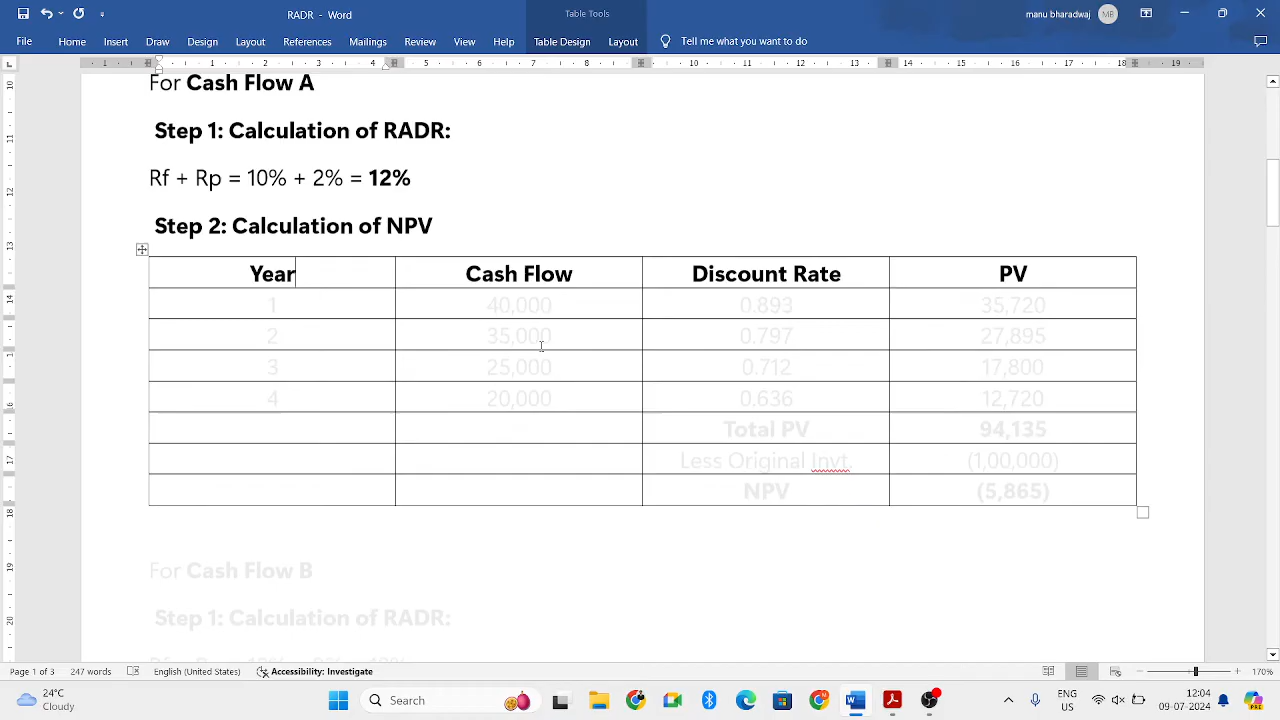 RADR - Word
Table Tools
manu bharadwaj
MB
File Home Insert Draw Design Layout References Mailings Review View Help Table Design Layout Tell me what you want to do
For Cash Flow A
Step 1: Calculation of RADR:
Rf + Rp = 10% + 2% = 12%
Step 2: Calculation of NPV
Year Cash Flow Discount Rate PV
1 40,000 0.893 35,720
2 35,000 0.797 27,895
3 25,000 0.712 17,800
4 20,000 0.636 12,720
Total PV 94,135
Less Original Invt. (1,00,000)
NPV (5,865)
For Cash Flow B
Step 1: Calculation of RADR:
Page 1 of 3 247 words English (United States) Accessibility: Investigate 170%
24°C
Cloudy
Search
ENG
US
12:04
09-07-2024